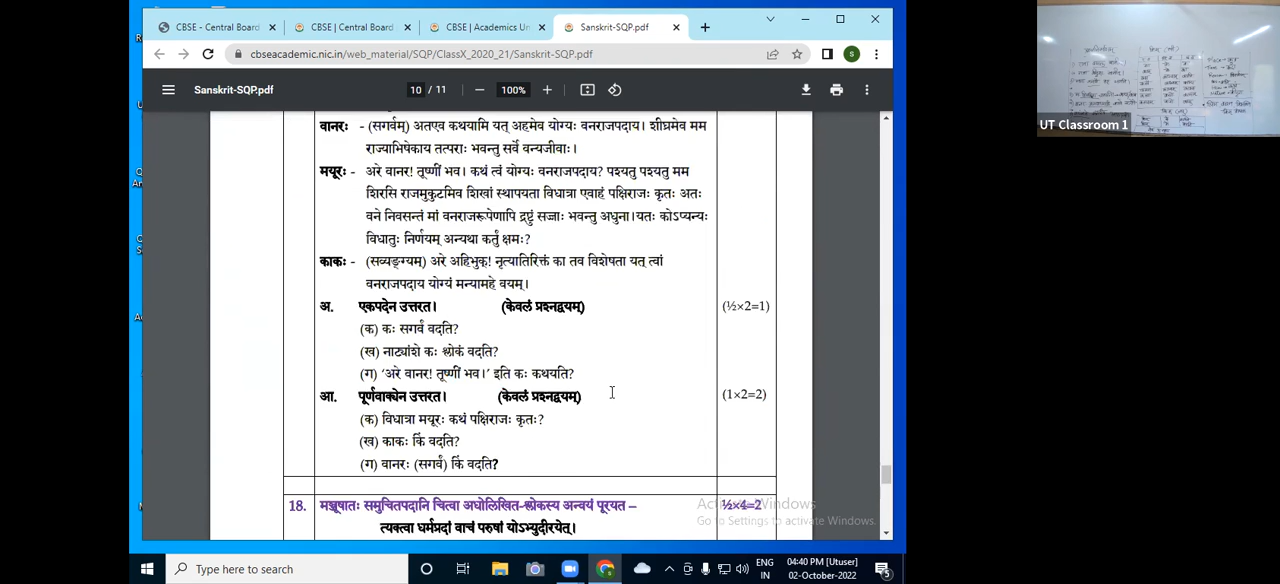 CBSE - Central Board
CBSE | Central Board
CBSE | Academics Un
Sanskrit-SQP.pdf
cbseacademic.nic.in/web_material/SQP/ClassX_2020_21/Sanskrit-SQP.pdf
S
Sanskrit-SQP.pdf
10 / 11
100%
वानरः - (सगर्वम्) अतएव कथयामि यत् अहमेव योग्यः वनराजपदाय। शीघ्रमेव मम
राज्याभिषेकाय तत्पराः भवन्तु सर्वे वन्यजीवाः।
मयूरः - अरे वानर! तूष्णीं भव। कथं त्वं योग्यः वनराजपदाय? पश्यतु पश्यतु मम
शिरसि राजमुकुटमिव शिखां स्थापयता विधात्रा एवाहं पक्षिराजः कृतः अतः
वने निवसन्तं मां वनराजरूपेणापि द्रष्टुं सज्जाः भवन्तु अधुना।यतः कोऽप्यन्यः
विधातुः निर्णयम् अन्यथा कर्तुं क्षमः?
काकः - (सव्यङ्ग्यम्) अरे अहिभुक्! नृत्यातिरिक्तं का तव विशेषता यत् त्वां
वनराजपदाय योग्यं मन्यामहे वयम्।
अ. एकपदेन उत्तरत। (केवलं प्रश्नद्वयम्) (½×2=1)
(क) कः सगर्वं वदति?
(ख) नाट्यांशे कः श्लोकं वदति?
(ग) 'अरे वानर! तूष्णीं भव।' इति कः कथयति?
आ. पूर्णवाक्येन उत्तरत। (केवलं प्रश्नद्वयम्) (1×2=2)
(क) विधात्रा मयूरः कथं पक्षिराजः कृतः?
(ख) काकः किं वदति?
(ग) वानरः (सगर्वं) किं वदति?
18. मञ्जूषातः समुचितपदानि चित्वा अधोलिखित-श्लोकस्य अन्वयं पूरयत – ½×4=2
त्यक्त्वा धर्मप्रदां वाचं परुषां योऽभ्युदीरयेत्।
Activate Windows
Go to Settings to activate Windows.
Type here to search
ENG
IN
04:40 PM [Utuser]
02-October-2022
5
UT Classroom 1